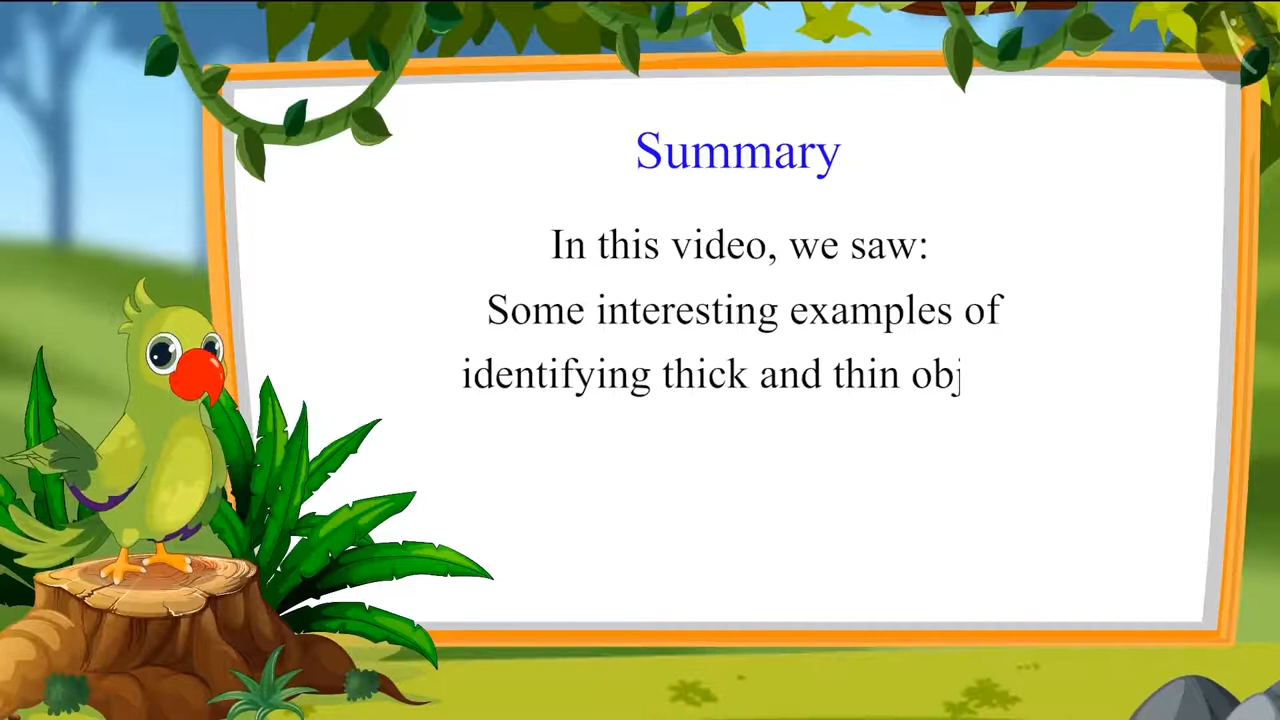 Summary
In this video, we saw:
Some interesting examples of
identifying thick and thin obj